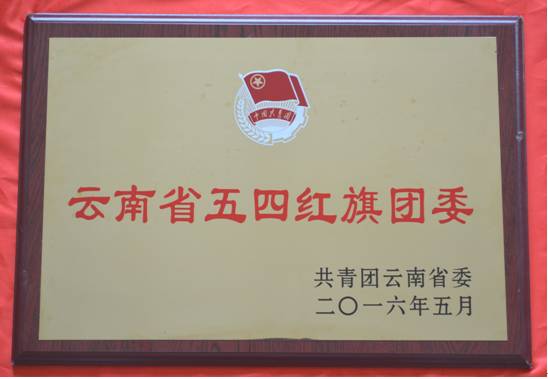 中国共青团
云南省五四红旗团委
共青团云南省委
二〇一六年五月